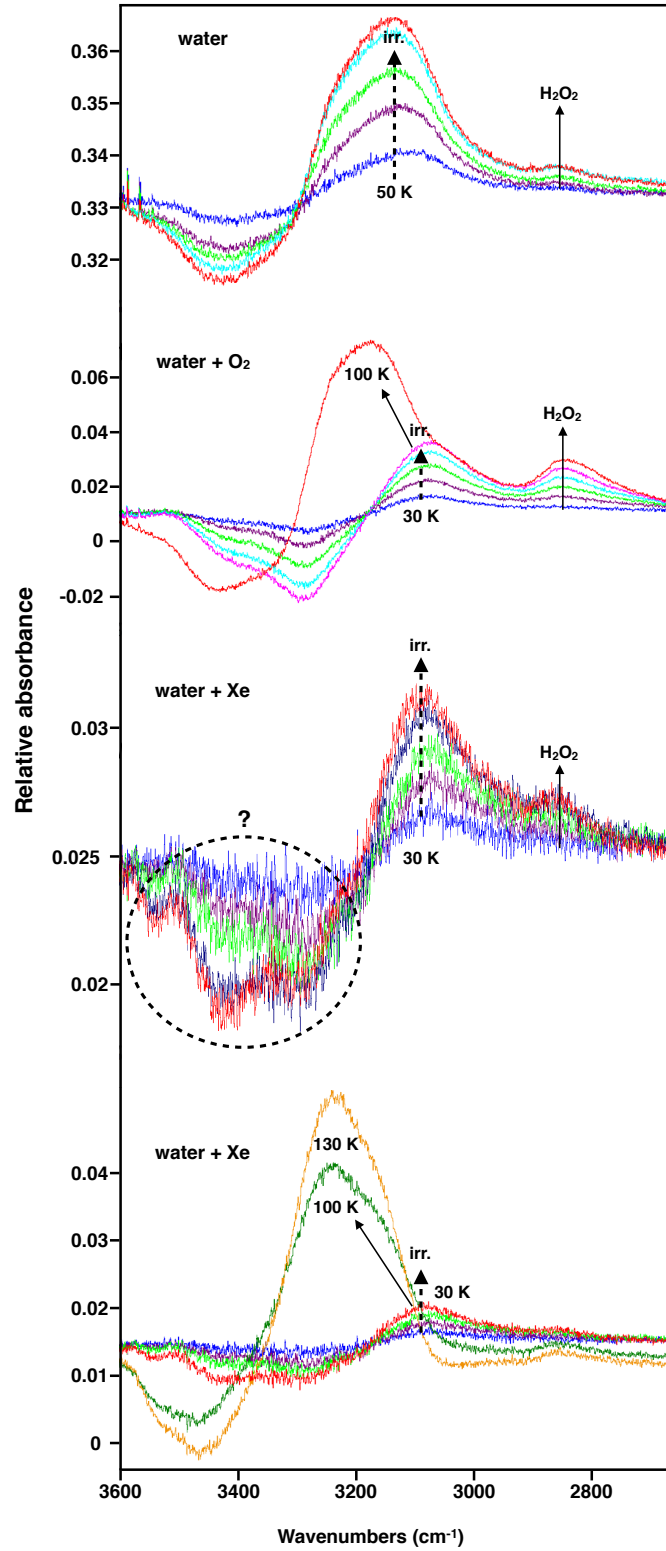 water
irr.
H₂O₂
50 K
0.36
0.35
0.34
0.33
0.32
water + O₂
100 K
irr.
H₂O₂
30 K
0.06
0.04
0.02
0
-0.02
Relative absorbance
water + Xe
irr.
H₂O₂
30 K
?
0.03
0.025
0.02
water + Xe
130 K
100 K
irr.
30 K
0.04
0.03
0.02
0.01
0
3600
3400
3200
3000
2800
Wavenumbers (cm⁻¹)